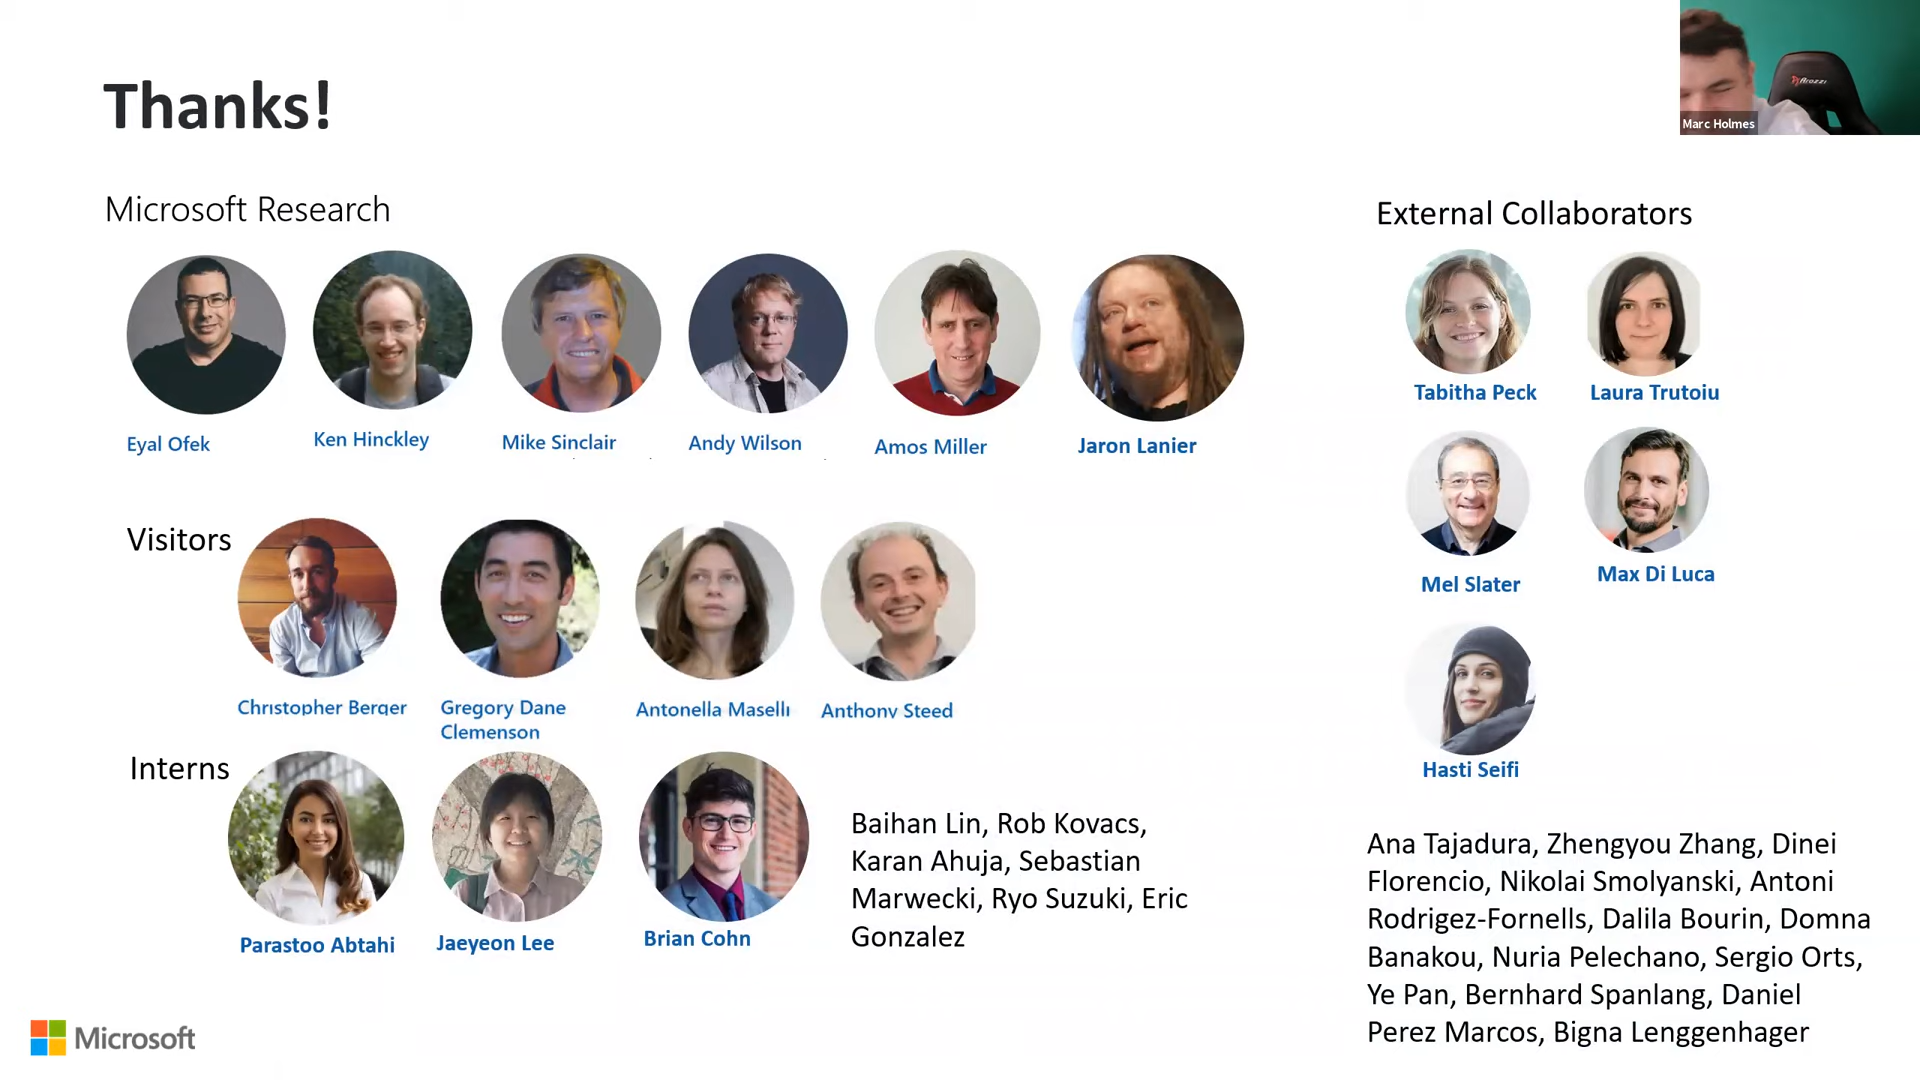 Thanks!
Arozzi
Marc Holmes
Microsoft Research
Eyal Ofek
Ken Hinckley
Mike Sinclair
Andy Wilson
Amos Miller
Jaron Lanier
Visitors
Christopher Berger
Gregory Dane
Clemenson
Antonella Maselli
Anthony Steed
Interns
Parastoo Abtahi
Jaeyeon Lee
Brian Cohn
Baihan Lin, Rob Kovacs,
Karan Ahuja, Sebastian
Marwecki, Ryo Suzuki, Eric
Gonzalez
External Collaborators
Tabitha Peck
Laura Trutoiu
Mel Slater
Max Di Luca
Hasti Seifi
Ana Tajadura, Zhengyou Zhang, Dinei
Florencio, Nikolai Smolyanski, Antoni
Rodrigez-Fornells, Dalila Bourin, Domna
Banakou, Nuria Pelechano, Sergio Orts,
Ye Pan, Bernhard Spanlang, Daniel
Perez Marcos, Bigna Lenggenhager
Microsoft